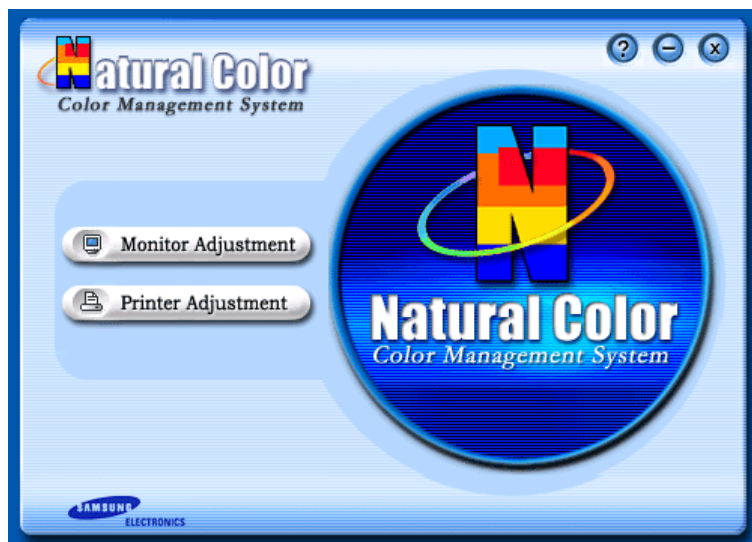 Natural Color
Color Management System
?
–
x
Monitor Adjustment
Printer Adjustment
Natural Color
Color Management System
SAMSUNG
ELECTRONICS